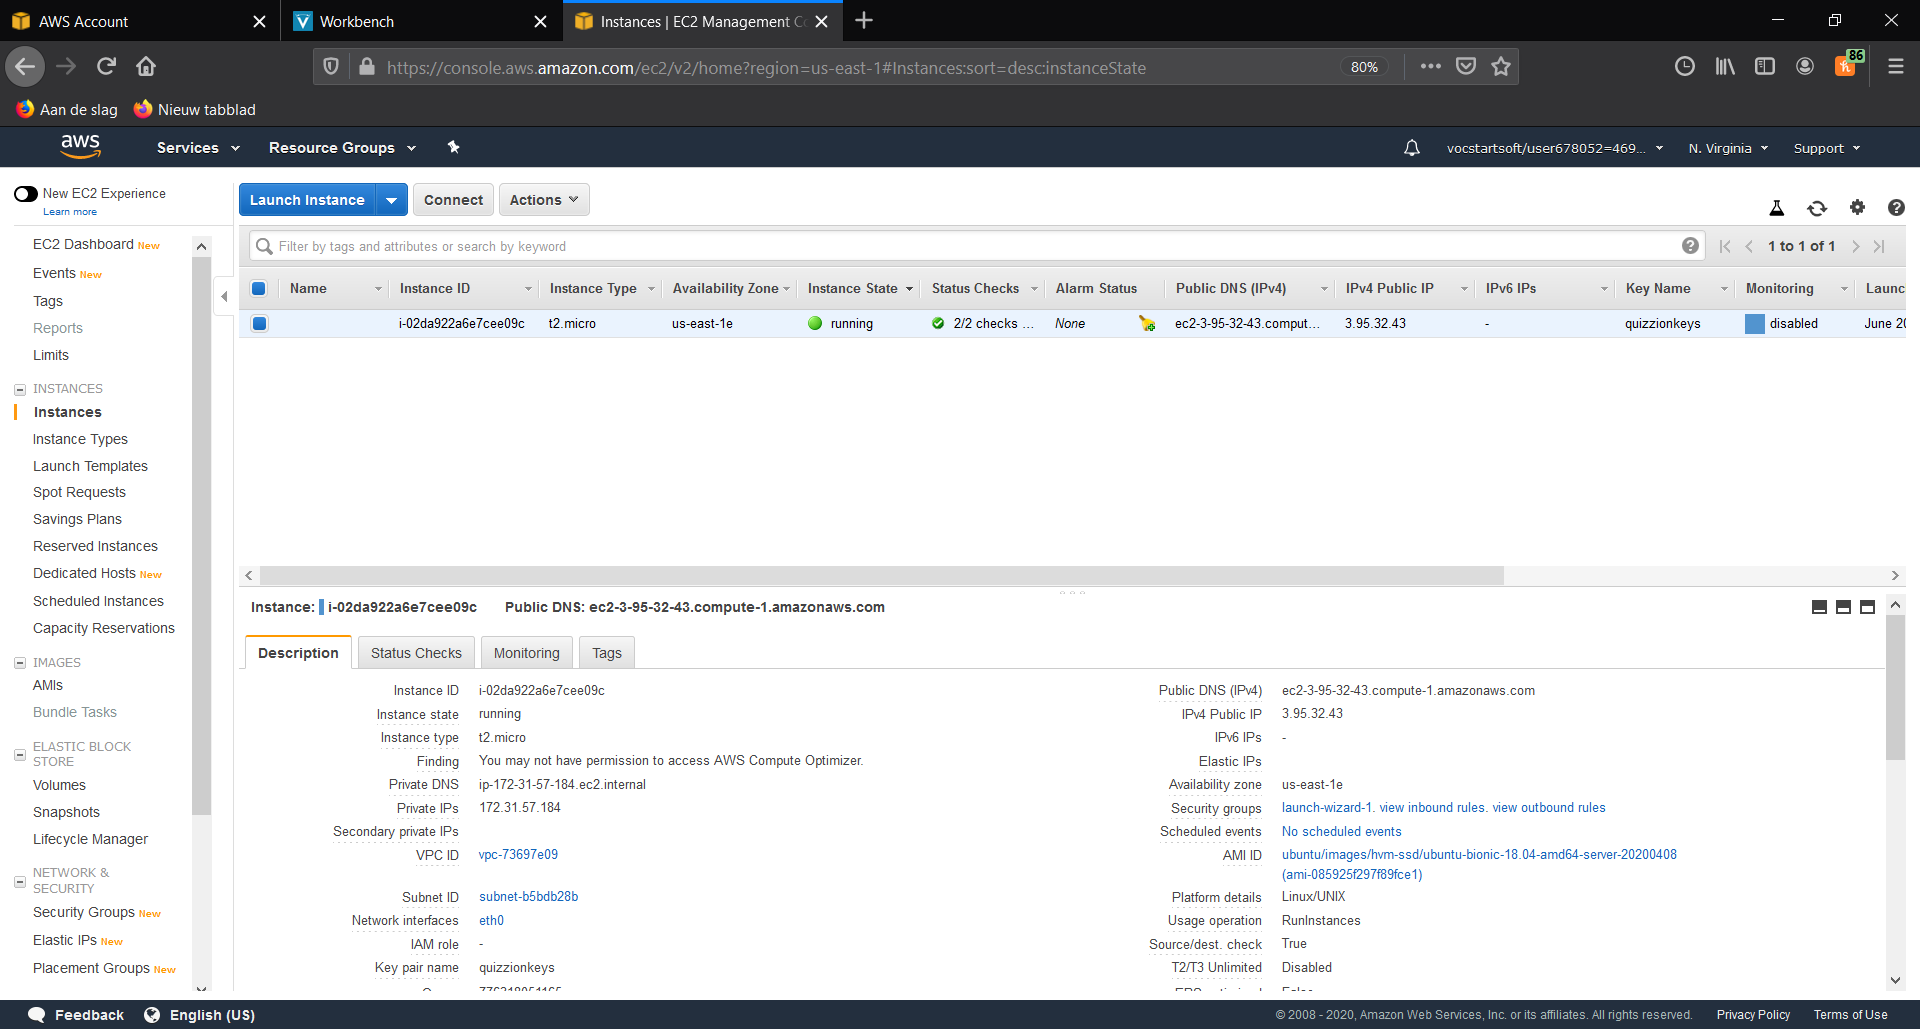 AWS Account
Workbench
Instances | EC2 Management Co
https://console.aws.amazon.com/ec2/v2/home?region=us-east-1#Instances:sort=desc:instanceState
80%
86
Aan de slag
Nieuw tabblad
aws
Services
Resource Groups
vocstartsoft/user678052=469...
N. Virginia
Support
New EC2 Experience
Learn more
EC2 Dashboard New
Events New
Tags
Reports
Limits
INSTANCES
Instances
Instance Types
Launch Templates
Spot Requests
Savings Plans
Reserved Instances
Dedicated Hosts New
Scheduled Instances
Capacity Reservations
IMAGES
AMIs
Bundle Tasks
ELASTIC BLOCK
STORE
Volumes
Snapshots
Lifecycle Manager
NETWORK &
SECURITY
Security Groups New
Elastic IPs New
Placement Groups New
Launch Instance
Connect
Actions
Filter by tags and attributes or search by keyword
1 to 1 of 1
Name Instance ID Instance Type Availability Zone Instance State Status Checks Alarm Status Public DNS (IPv4) IPv4 Public IP IPv6 IPs Key Name Monitoring Launc
i-02da922a6e7cee09c t2.micro us-east-1e running 2/2 checks ... None ec2-3-95-32-43.comput... 3.95.32.43 - quizzionkeys disabled June 20
Instance: i-02da922a6e7cee09c Public DNS: ec2-3-95-32-43.compute-1.amazonaws.com
Description
Status Checks
Monitoring
Tags
Instance ID i-02da922a6e7cee09c
Instance state running
Instance type t2.micro
Finding You may not have permission to access AWS Compute Optimizer.
Private DNS ip-172-31-57-184.ec2.internal
Private IPs 172.31.57.184
Secondary private IPs
VPC ID vpc-73697e09
Subnet ID subnet-b5bdb28b
Network interfaces eth0
IAM role -
Key pair name quizzionkeys
Public DNS (IPv4) ec2-3-95-32-43.compute-1.amazonaws.com
IPv4 Public IP 3.95.32.43
IPv6 IPs -
Elastic IPs
Availability zone us-east-1e
Security groups launch-wizard-1. view inbound rules. view outbound rules
Scheduled events No scheduled events
AMI ID ubuntu/images/hvm-ssd/ubuntu-bionic-18.04-amd64-server-20200408
(ami-085925f297f89fce1)
Platform details Linux/UNIX
Usage operation RunInstances
Source/dest. check True
T2/T3 Unlimited Disabled
Feedback
English (US)
© 2008 - 2020, Amazon Web Services, Inc. or its affiliates. All rights reserved.
Privacy Policy
Terms of Use